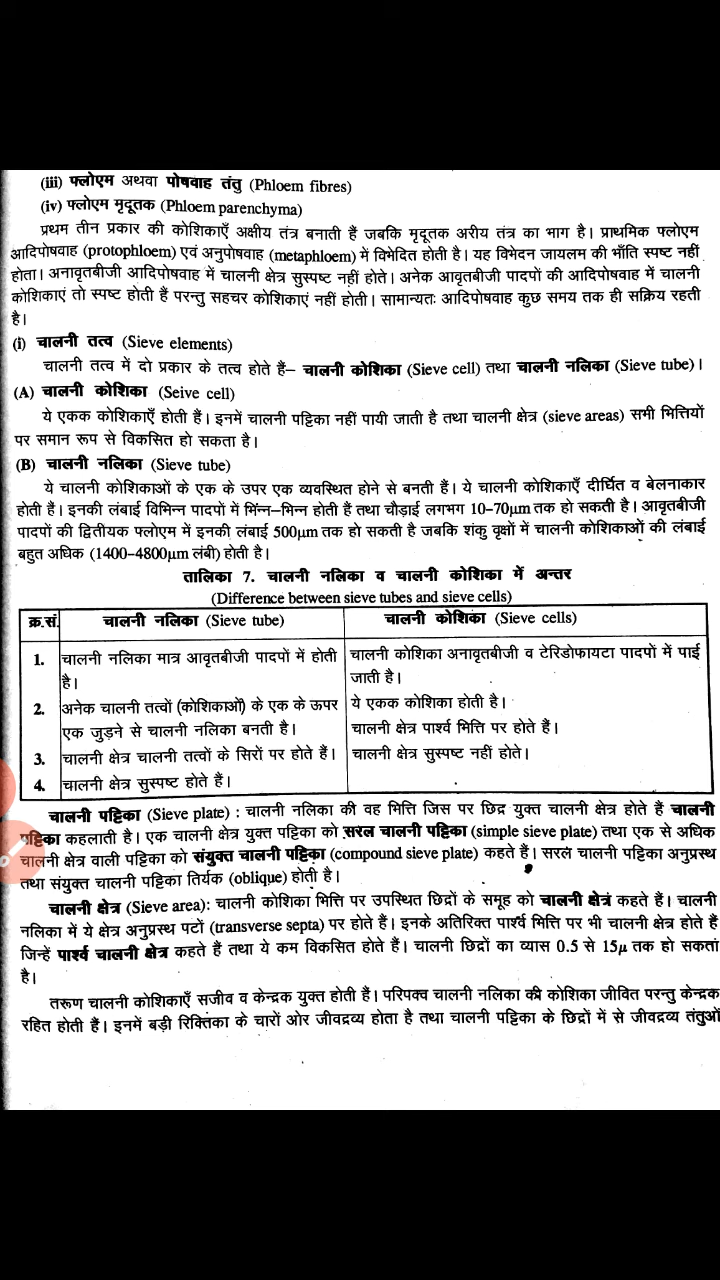 (iii) फ्लोएम अथवा पोषवाह तंतु (Phloem fibres)
(iv) फ्लोएम मृदूतक (Phloem parenchyma)
प्रथम तीन प्रकार की कोशिकाएँ अक्षीय तंत्र बनाती हैं जबकि मृदूतक अरीय तंत्र का भाग है। प्राथमिक फ्लोएम
आदिपोषवाह (protophloem) एवं अनुपोषवाह (metaphloem) में विभेदित होती है। यह विभेदन जायलम की भाँति स्पष्ट नहीं
होता। अनावृतबीजी आदिपोषवाह में चालनी क्षेत्र सुस्पष्ट नहीं होते। अनेक आवृतबीजी पादपों की आदिपोषवाह में चालनी
कोशिकाएं तो स्पष्ट होती हैं परन्तु सहचर कोशिकाएं नहीं होती। सामान्यतः आदिपोषवाह कुछ समय तक ही सक्रिय रहती
है।
(i) चालनी तत्व (Sieve elements)
चालनी तत्व में दो प्रकार के तत्व होते हैं– चालनी कोशिका (Sieve cell) तथा चालनी नलिका (Sieve tube)।
(A) चालनी कोशिका (Seive cell)
ये एकक कोशिकाएँ होती हैं। इनमें चालनी पट्टिका नहीं पायी जाती है तथा चालनी क्षेत्र (sieve areas) सभी भित्तियों
पर समान रूप से विकसित हो सकता है।
(B) चालनी नलिका (Sieve tube)
ये चालनी कोशिकाओं के एक के उपर एक व्यवस्थित होने से बनती हैं। ये चालनी कोशिकाएँ दीर्घित व बेलनाकार
होती हैं। इनकी लंबाई विभिन्न पादपों में भिंन्न–भिन्न होती हैं तथा चौड़ाई लगभग 10–70μm तक हो सकती है। आवृतबीजी
पादपों की द्वितीयक फ्लोएम में इनकी लंबाई 500μm तक हो सकती है जबकि शंकु वृक्षों में चालनी कोशिकाओं की लंबाई
बहुत अधिक (1400–4800μm लंबी) होती है।
तालिका 7. चालनी नलिका व चालनी कोशिका में अन्तर
(Difference between sieve tubes and sieve cells)
क्र.सं. चालनी नलिका (Sieve tube) चालनी कोशिका (Sieve cells)
1. चालनी नलिका मात्र आवृतबीजी पादपों में होती चालनी कोशिका अनावृतबीजी व टेरिडोफायटा पादपों में पाई
है। जाती है।
2. अनेक चालनी तत्वों (कोशिकाओं) के एक के ऊपर ये एकक कोशिका होती है।
एक जुड़ने से चालनी नलिका बनती है। चालनी क्षेत्र पार्श्व भित्ति पर होते हैं।
3. चालनी क्षेत्र चालनी तत्वों के सिरों पर होते हैं। चालनी क्षेत्र सुस्पष्ट नहीं होते।
4. चालनी क्षेत्र सुस्पष्ट होते हैं।
चालनी पट्टिका (Sieve plate) : चालनी नलिका की वह भित्ति जिस पर छिद्र युक्त चालनी क्षेत्र होते हैं चालनी
पट्टिका कहलाती है। एक चालनी क्षेत्र युक्त पट्टिका को सरल चालनी पट्टिका (simple sieve plate) तथा एक से अधिक
चालनी क्षेत्र वाली पट्टिका को संयुक्त चालनी पट्टिका (compound sieve plate) कहते हैं। सरल चालनी पट्टिका अनुप्रस्थ
तथा संयुक्त चालनी पट्टिका तिर्यक (oblique) होती है।
चालनी क्षेत्र (Sieve area): चालनी कोशिका भित्ति पर उपस्थित छिद्रों के समूह को चालनी क्षेत्र कहते हैं। चालनी
नलिका में ये क्षेत्र अनुप्रस्थ पटों (transverse septa) पर होते हैं। इनके अतिरिक्त पार्श्व भित्ति पर भी चालनी क्षेत्र होते हैं
जिन्हें पार्श्व चालनी क्षेत्र कहते हैं तथा ये कम विकसित होते हैं। चालनी छिद्रों का व्यास 0.5 से 15μ तक हो सकता
है।
तरूण चालनी कोशिकाएँ सजीव व केन्द्रक युक्त होती हैं। परिपक्व चालनी नलिका की कोशिका जीवित परन्तु केन्द्रक
रहित होती हैं। इनमें बड़ी रिक्तिका के चारों ओर जीवद्रव्य होता है तथा चालनी पट्टिका के छिद्रों में से जीवद्रव्य तंतुओं